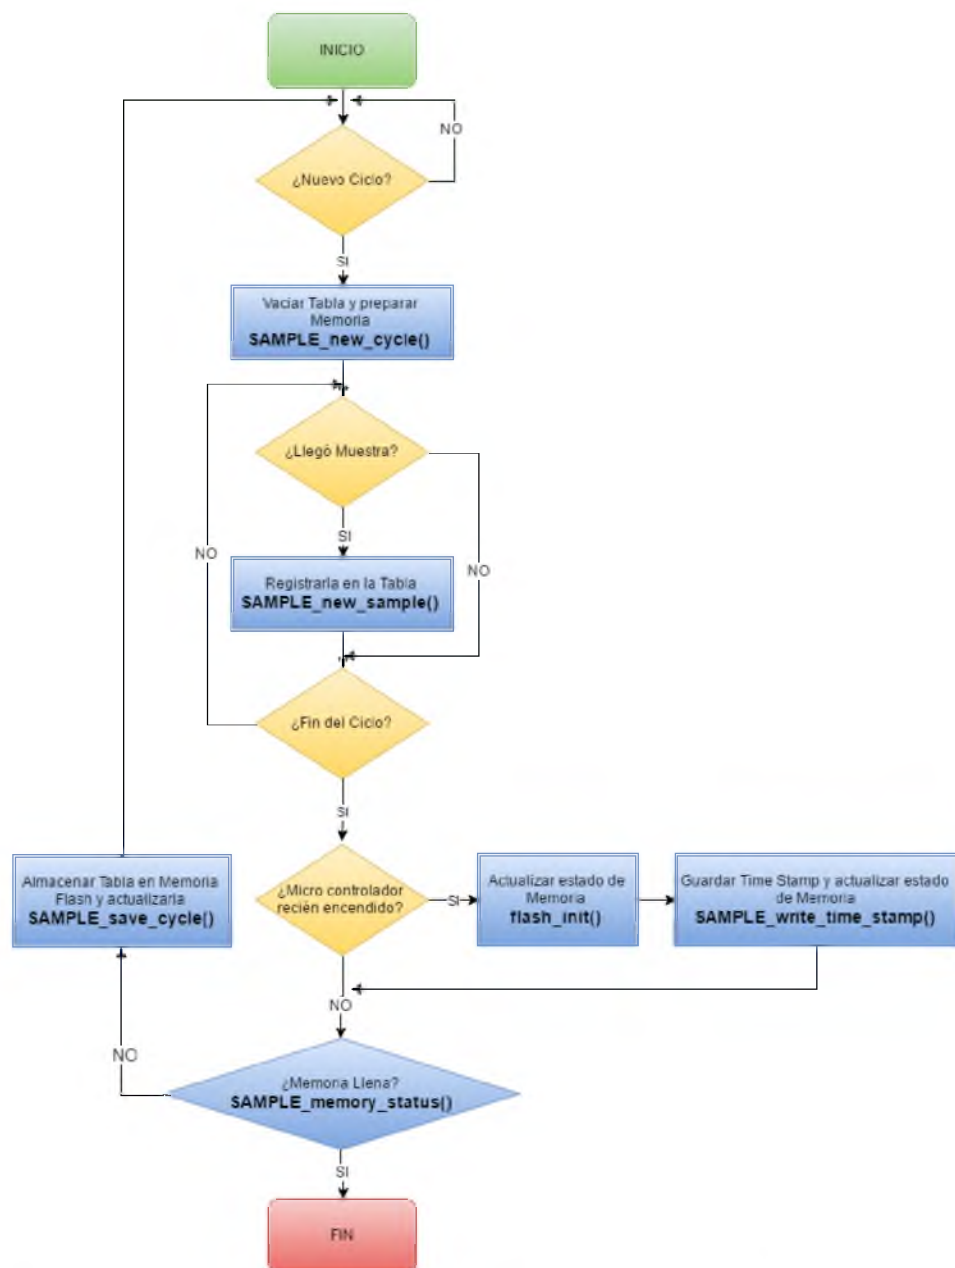 INICIO
NO
¿Nuevo Ciclo?
SI
Vaciar Tabla y preparar
Memoria
SAMPLE_new_cycle()
¿Llegó Muestra?
SI
NO
NO
Registrarla en la Tabla
SAMPLE_new_sample()
¿Fin del Ciclo?
SI
Almacenar Tabla en Memoria
Flash y actualizarla
SAMPLE_save_cycle()
¿Micro controlador
recién encendido?
SI
Actualizar estado de
Memoria
flash_init()
Guardar Time Stamp y actualizar estado
de Memoria
SAMPLE_write_time_stamp()
NO
NO
¿Memoria Llena?
SAMPLE_memory_status()
SI
FIN